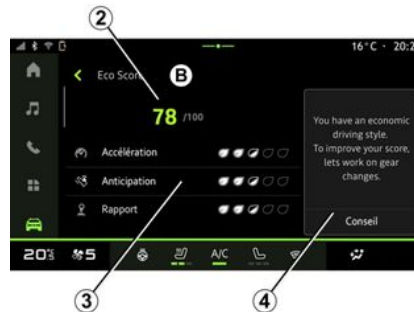 2
16°C · 20:2
Eco Scor
B
78 /100
Accélération
Anticipation
Rapport
You have an economic
driving style.
To improve your score,
lets work on gear
changes.
Conseil
20 5
5
A/C
3
4